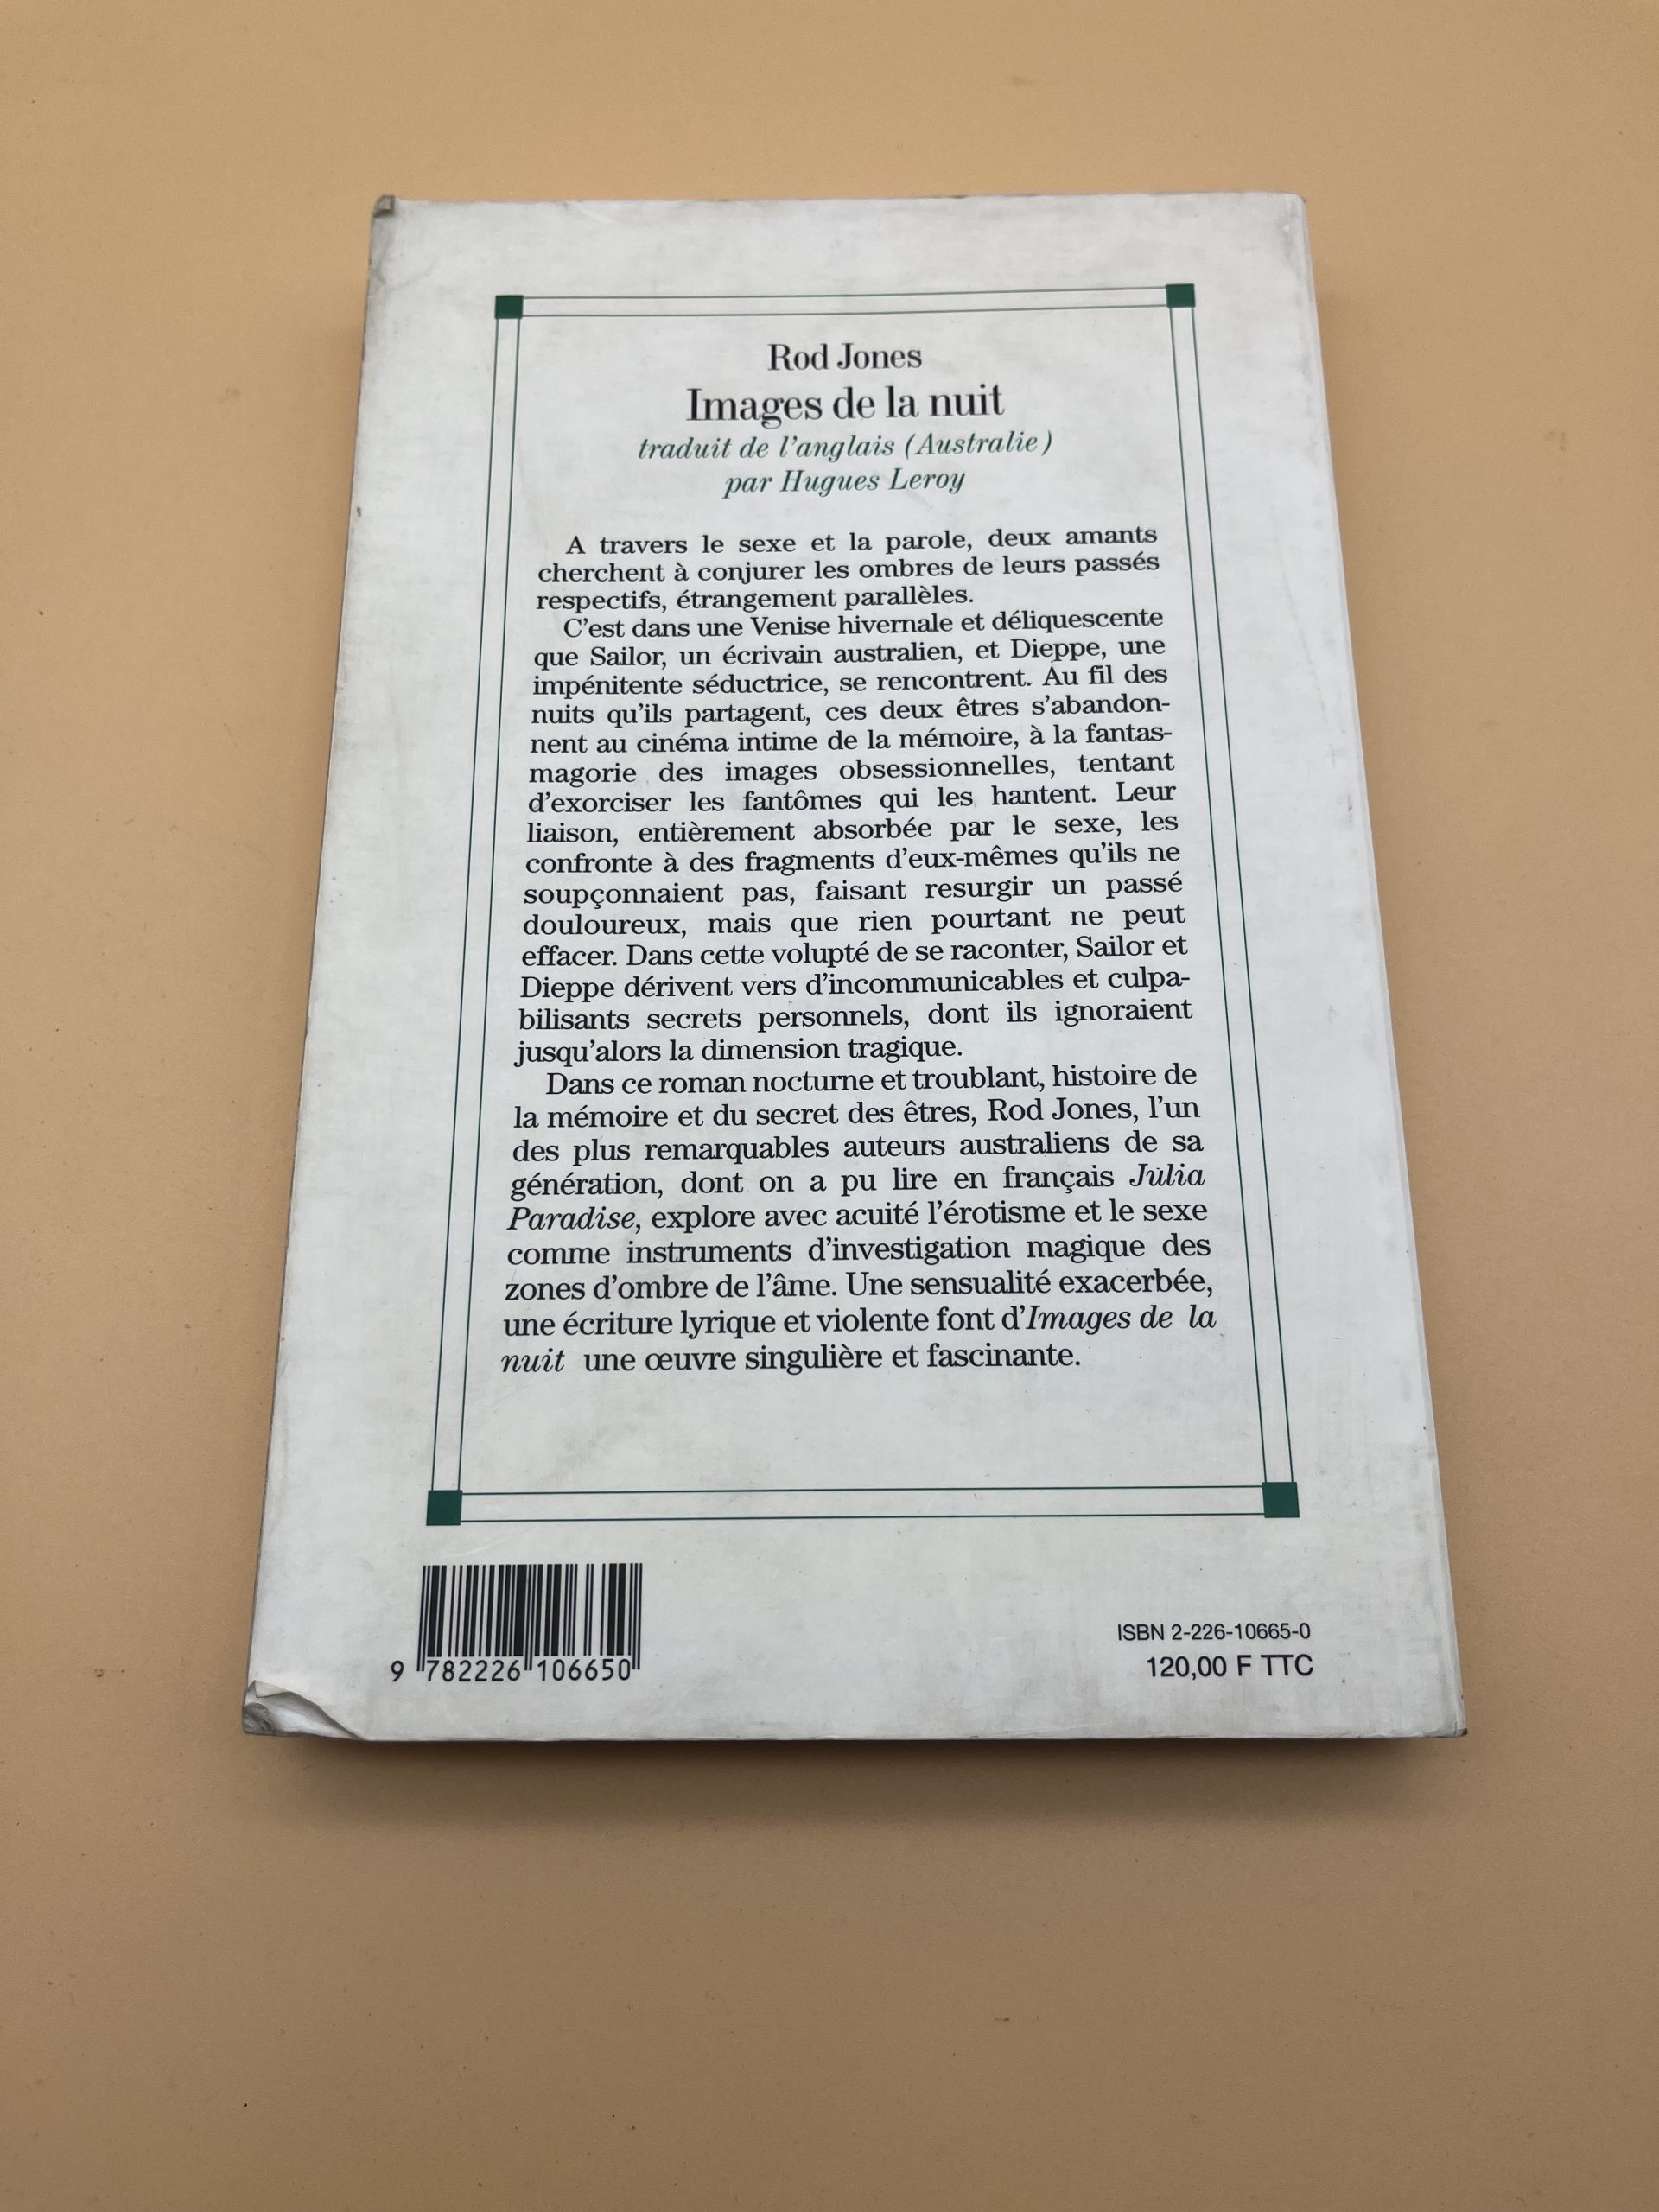 Rod Jones
Images de la nuit
traduit de l'anglais (Australie)
par Hugues Leroy
A travers le sexe et la parole, deux amants
cherchent à conjurer les ombres de leurs passés
respectifs, étrangement parallèles.
C'est dans une Venise hivernale et déliquescente
que Sailor, un écrivain australien, et Dieppe, une
impénitente séductrice, se rencontrent. Au fil des
nuits qu'ils partagent, ces deux êtres s'abandon-
nent au cinéma intime de la mémoire, à la fantas-
magorie des images obsessionnelles, tentant
d'exorciser les fantômes qui les hantent. Leur
liaison, entièrement absorbée par le sexe, les
confronte à des fragments d'eux-mêmes qu'ils ne
soupçonnaient pas, faisant resurgir un passé
douloureux, mais que rien pourtant ne peut
effacer. Dans cette volupté de se raconter, Sailor et
Dieppe dérivent vers d'incommunicables et culpa-
bilisants secrets personnels, dont ils ignoraient
jusqu'alors la dimension tragique.
Dans ce roman nocturne et troublant, histoire de
la mémoire et du secret des êtres, Rod Jones, l'un
des plus remarquables auteurs australiens de sa
génération, dont on a pu lire en français Julia
Paradise, explore avec acuité l'érotisme et le sexe
comme instruments d'investigation magique des
zones d'ombre de l'âme. Une sensualité exacerbée,
une écriture lyrique et violente font d'Images de la
nuit une œuvre singulière et fascinante.
9 782226 106650
ISBN 2-226-10665-0
120,00 F TTC